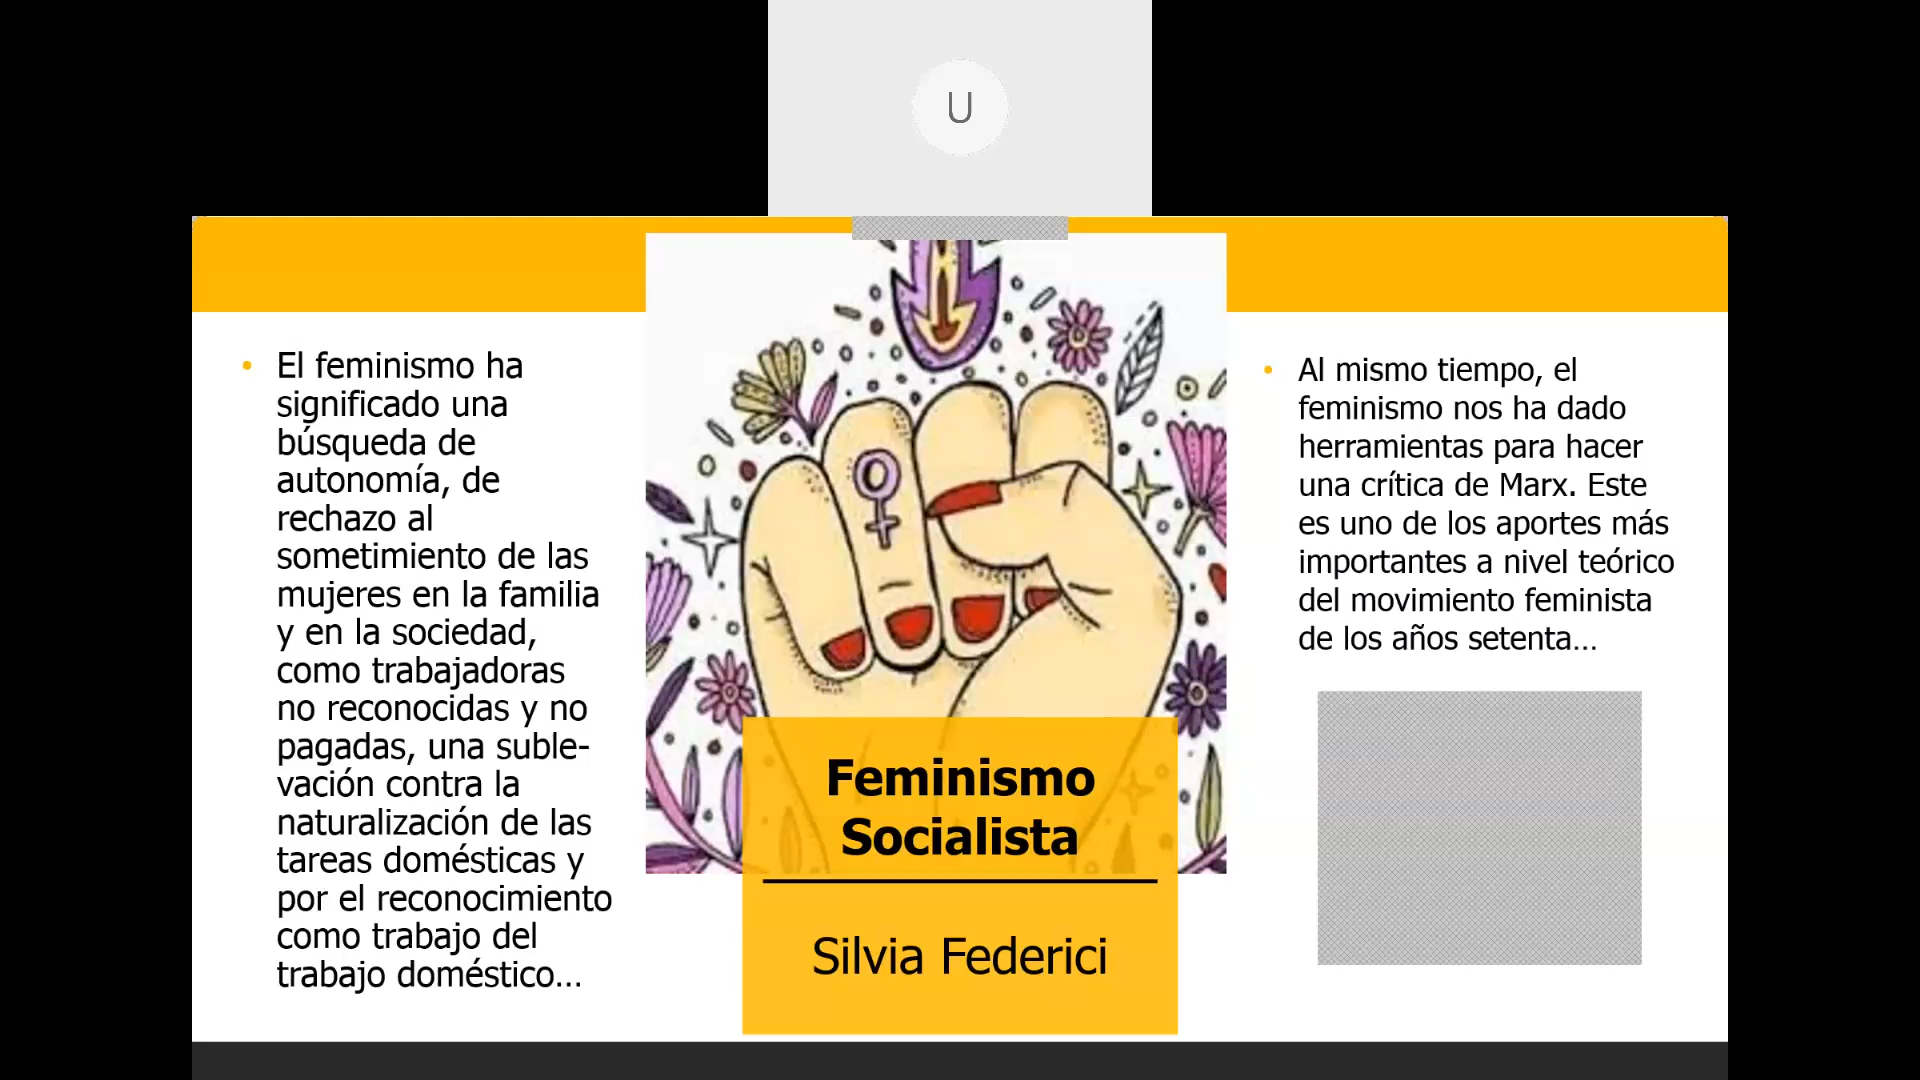 U
El feminismo ha
significado una
búsqueda de
autonomía, de
rechazo al
sometimiento de las
mujeres en la familia
y en la sociedad,
como trabajadoras
no reconocidas y no
pagadas, una suble-
vación contra la
naturalización de las
tareas domésticas y
por el reconocimiento
como trabajo del
trabajo doméstico…
Feminismo
Socialista
Silvia Federici
Al mismo tiempo, el
feminismo nos ha dado
herramientas para hacer
una crítica de Marx. Este
es uno de los aportes más
importantes a nivel teórico
del movimiento feminista
de los años setenta…